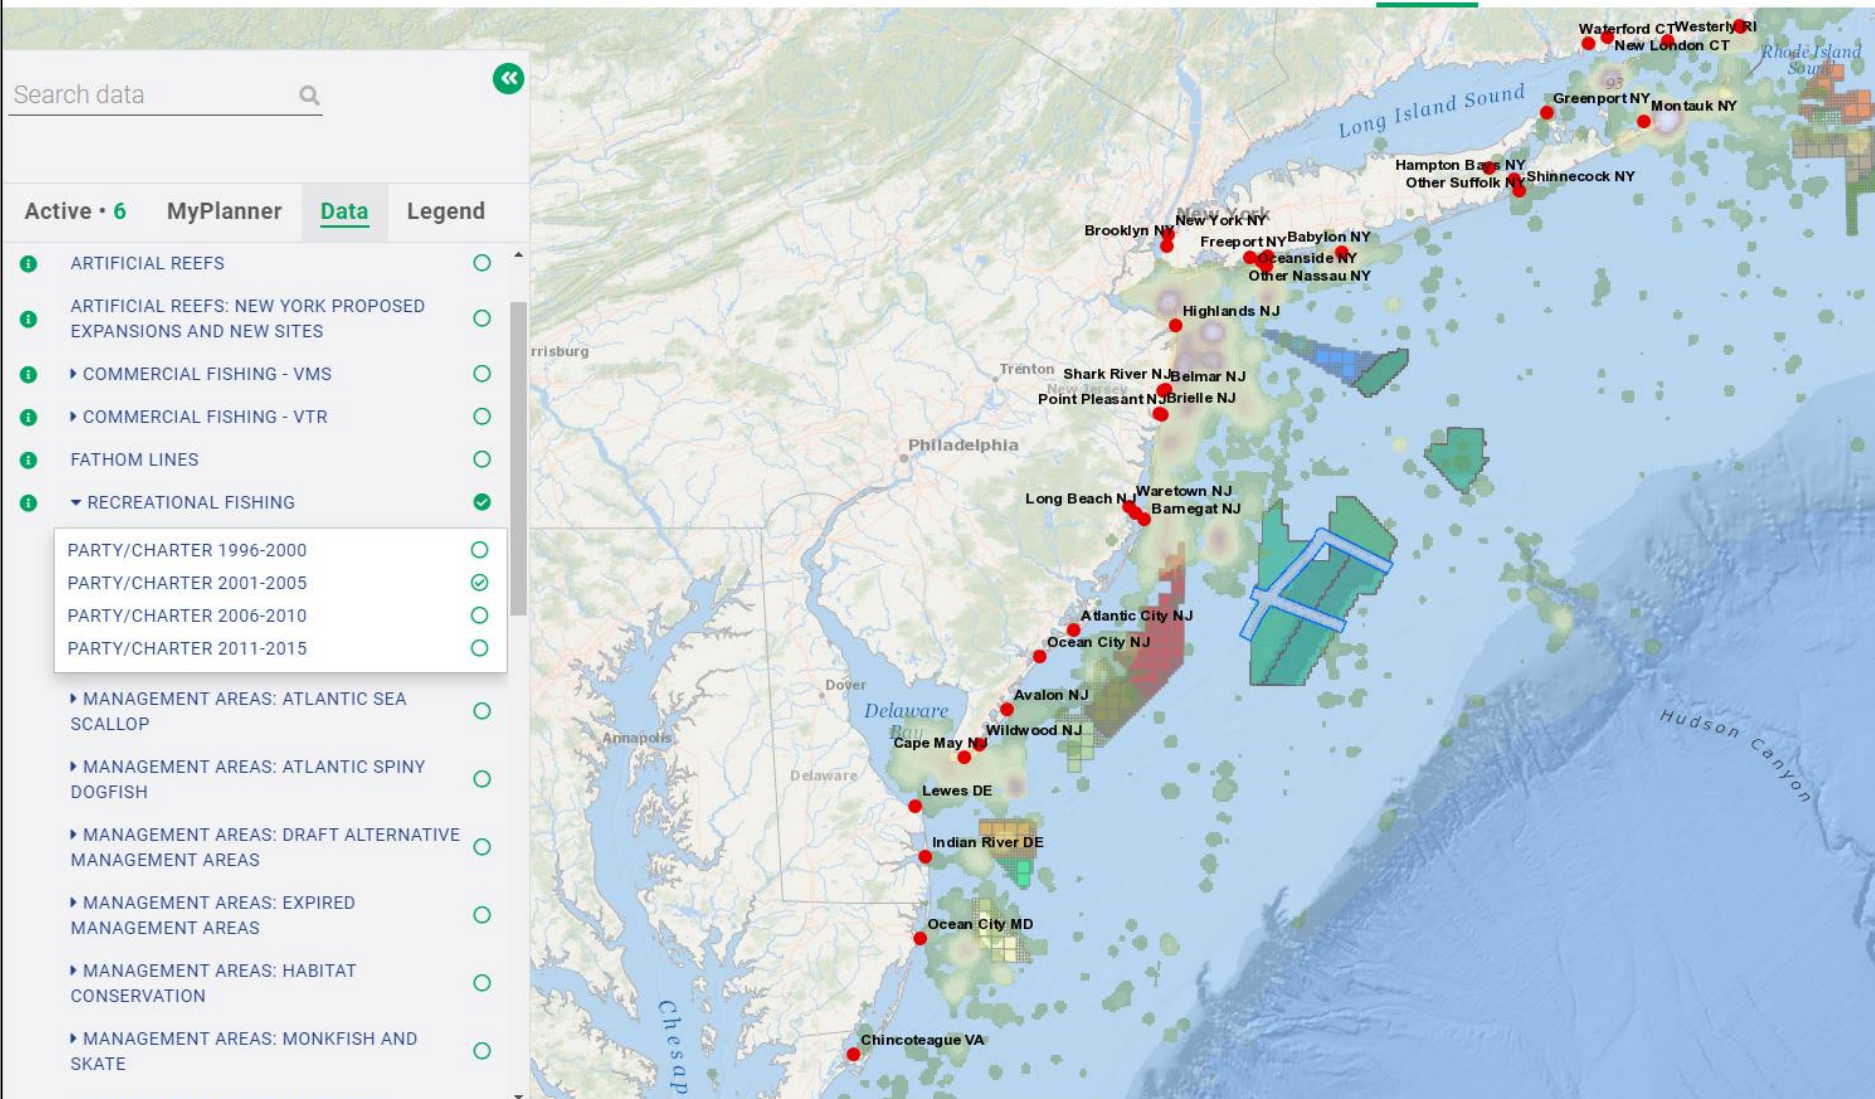 Search data
Active • 6 MyPlanner Data Legend
ARTIFICIAL REEFS
ARTIFICIAL REEFS: NEW YORK PROPOSED
EXPANSIONS AND NEW SITES
COMMERCIAL FISHING - VMS
COMMERCIAL FISHING - VTR
FATHOM LINES
RECREATIONAL FISHING
PARTY/CHARTER 1996-2000
PARTY/CHARTER 2001-2005
PARTY/CHARTER 2006-2010
PARTY/CHARTER 2011-2015
MANAGEMENT AREAS: ATLANTIC SEA
SCALLOP
MANAGEMENT AREAS: ATLANTIC SPINY
DOGFISH
MANAGEMENT AREAS: DRAFT ALTERNATIVE
MANAGEMENT AREAS
MANAGEMENT AREAS: EXPIRED
MANAGEMENT AREAS
MANAGEMENT AREAS: HABITAT
CONSERVATION
MANAGEMENT AREAS: MONKFISH AND
SKATE
Waterford CT
Westerly RI
New London CT
Rhode Island
Sound
93
Greenport NY
Montauk NY
Long Island Sound
Hampton Bays NY
Other Suffolk NY
Shinnecock NY
New York
New York NY
Brooklyn NY
Freeport NY
Babylon NY
Oceanside NY
Other Nassau NY
Highlands NJ
rrisburg
Trenton
New Jersey
Shark River NJ
Belmar NJ
Point Pleasant NJ
Brielle NJ
Philadelphia
Long Beach NJ
Waretown NJ
Barnegat NJ
Atlantic City NJ
Ocean City NJ
Dover
Avalon NJ
Delaware
Bay
Wildwood NJ
Cape May NJ
Annapolis
Delaware
Lewes DE
Indian River DE
Ocean City MD
Hudson Canyon
Chesap
Chincoteague VA